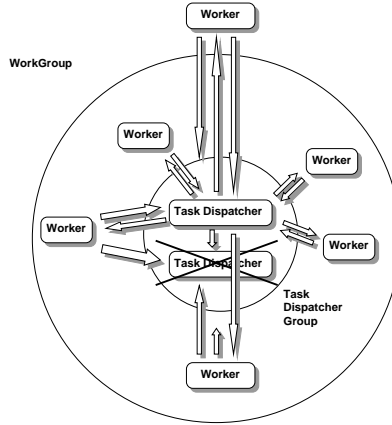 Worker
WorkGroup
Worker
Worker
Task Dispatcher
Worker
Worker
Task Dispatcher
Task
Dispatcher
Group
Worker